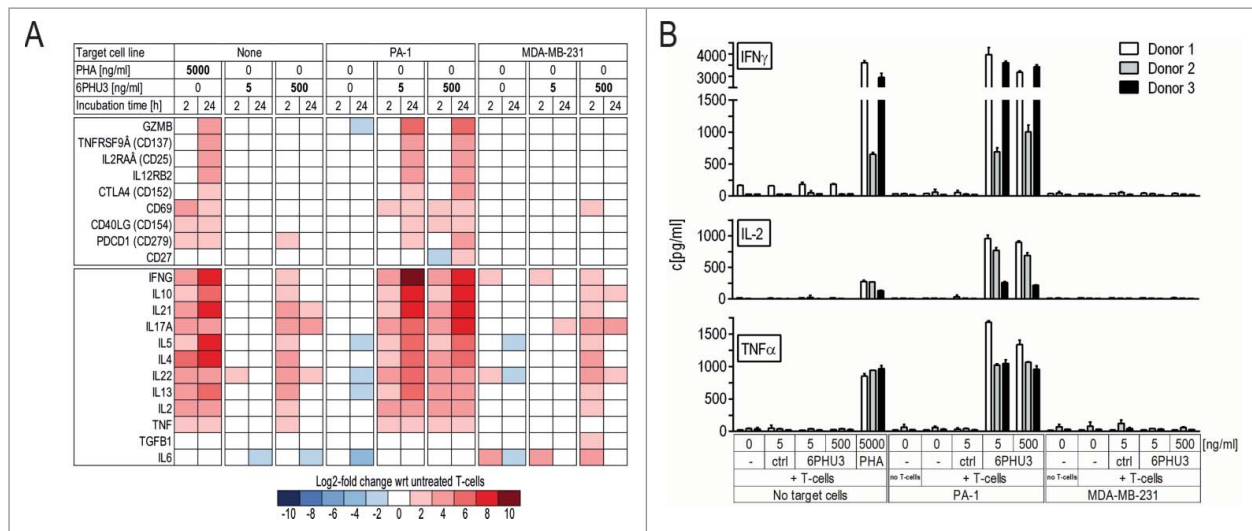 A
Target cell line None PA-1 MDA-MB-231
PHA [ng/ml] 5000 0 0 0 0 0 0 0 0
6PHU3 [ng/ml] 0 5 500 0 5 500 0 5 500
Incubation time [h] 2 24 2 24 2 24 2 24 2 24 2 24 2 24 2 24 2 24
GZMB
TNFRSF9Â (CD137)
IL2RAÂ (CD25)
IL12RB2
CTLA4 (CD152)
CD69
CD40LG (CD154)
PDCD1 (CD279)
CD27
IFNG
IL10
IL21
IL17A
IL5
IL4
IL22
IL13
IL2
TNF
TGFB1
IL6
Log2-fold change wrt untreated T-cells
-10 -8 -6 -4 -2 0 2 4 6 8 10
B
IFNγ
Donor 1
Donor 2
Donor 3
4000
3000
1500
1000
500
0
c[pg/ml]
IL-2
1000
500
0
TNFα
1500
1000
500
0
0 5 5 500 5000 0 0 5 5 500 0 0 5 5 500 [ng/ml]
- ctrl 6PHU3 PHA - - ctrl 6PHU3 - - ctrl 6PHU3
+ T-cells no T-cells + T-cells no T-cells + T-cells
No target cells PA-1 MDA-MB-231